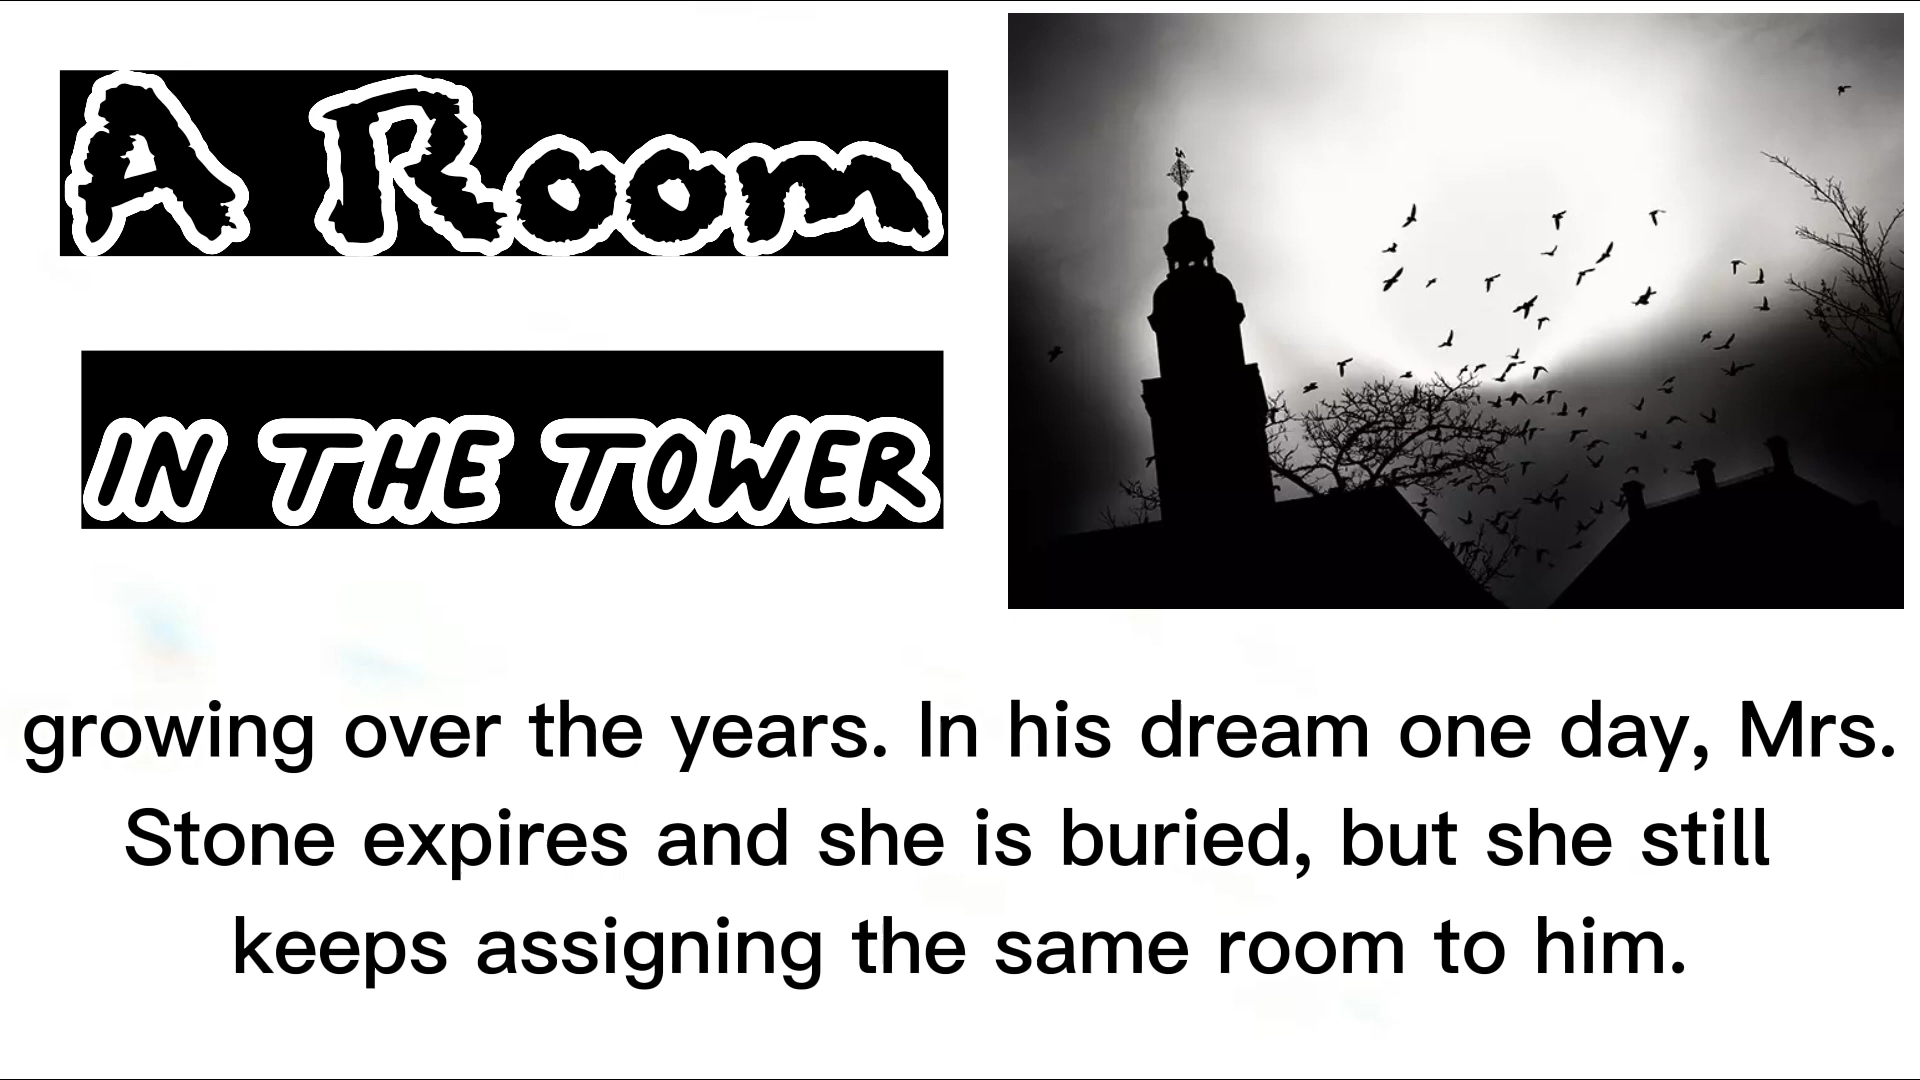 A Room
IN THE TOWER
growing over the years. In his dream one day, Mrs.
Stone expires and she is buried, but she still
keeps assigning the same room to him.